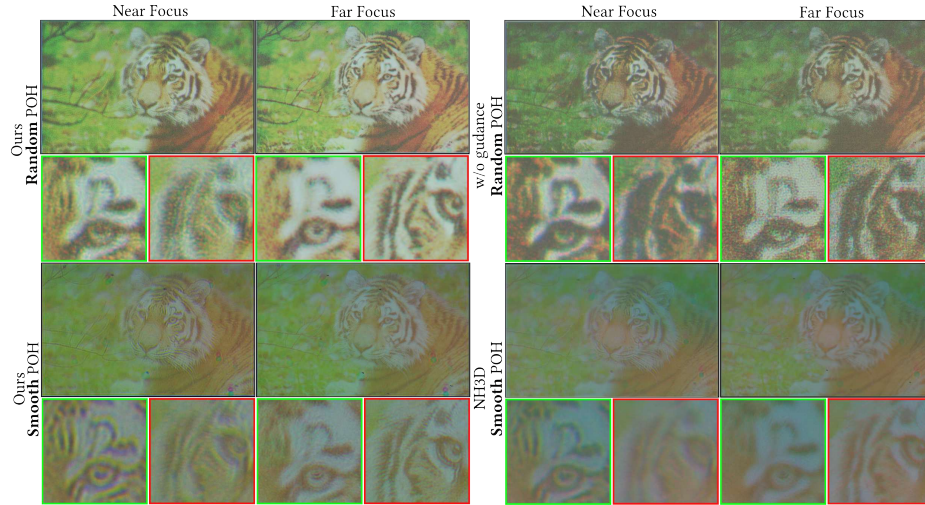 Near Focus
Far Focus
Near Focus
Far Focus
Ours
Random POH
w/o gudance
Random POH
Ours
Smooth POH
NH3D
Smooth POH